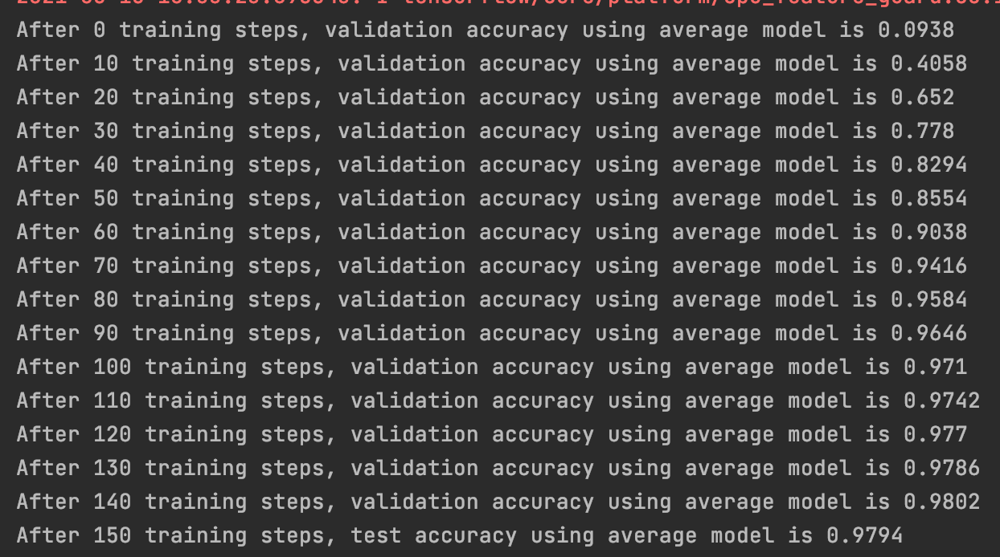 After 0 training steps, validation accuracy using average model is 0.0938
After 10 training steps, validation accuracy using average model is 0.4058
After 20 training steps, validation accuracy using average model is 0.652
After 30 training steps, validation accuracy using average model is 0.778
After 40 training steps, validation accuracy using average model is 0.8294
After 50 training steps, validation accuracy using average model is 0.8554
After 60 training steps, validation accuracy using average model is 0.9038
After 70 training steps, validation accuracy using average model is 0.9416
After 80 training steps, validation accuracy using average model is 0.9584
After 90 training steps, validation accuracy using average model is 0.9646
After 100 training steps, validation accuracy using average model is 0.971
After 110 training steps, validation accuracy using average model is 0.9742
After 120 training steps, validation accuracy using average model is 0.977
After 130 training steps, validation accuracy using average model is 0.9786
After 140 training steps, validation accuracy using average model is 0.9802
After 150 training steps, test accuracy using average model is 0.9794